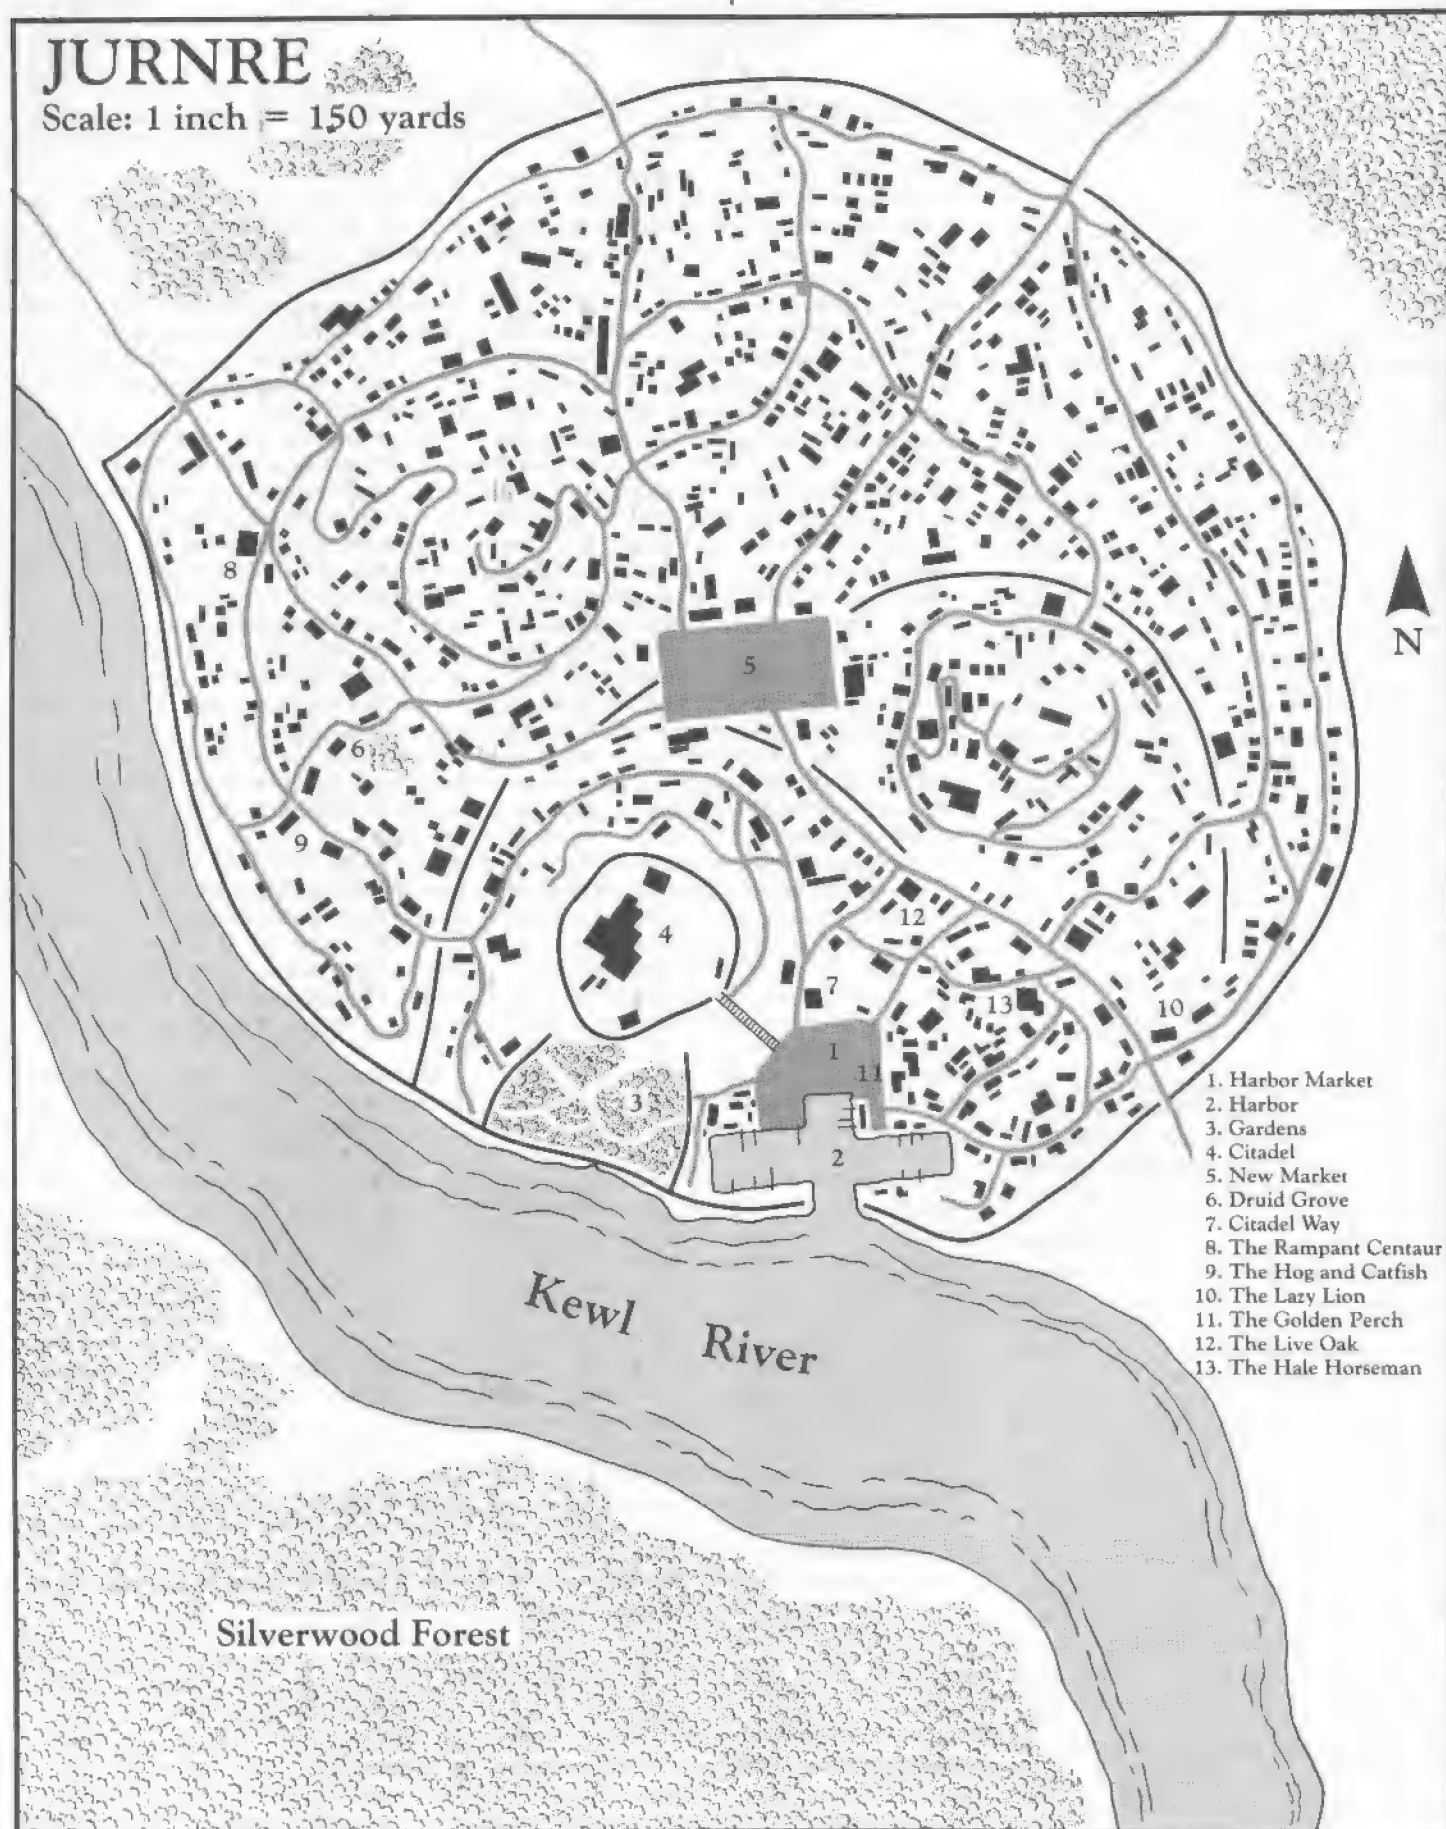 JURNRE
Scale: 1 inch = 150 yards
5
8
6
9
4
12
7
13
10
N
1
11
3
2
1. Harbor Market
2. Harbor
3. Gardens
4. Citadel
5. New Market
6. Druid Grove
7. Citadel Way
8. The Rampant Centaur
9. The Hog and Catfish
10. The Lazy Lion
11. The Golden Perch
12. The Live Oak
13. The Hale Horseman
Kewl River
Silverwood Forest